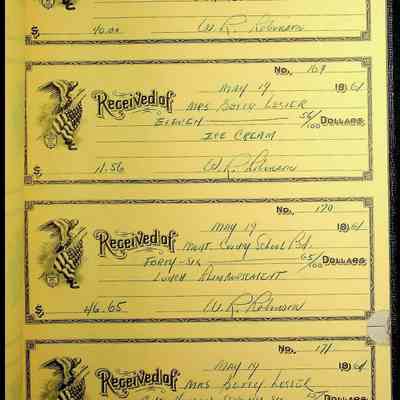 $ 40.00 W. R. Robinson
No. 169
May 19 1961
Received of Mrs Betty Losier
Eleven 56/100 Dollars
Ice Cream
$ 11.56 W. R. Robinson
No. 170
May 19 1961
Received of Mont. County School Bd.
Forty Six 65/100 Dollars
Lunch Reimbursement
$ 46.65 W. R. Robinson
No. 171
May 19 1961
Received of Mrs Betty